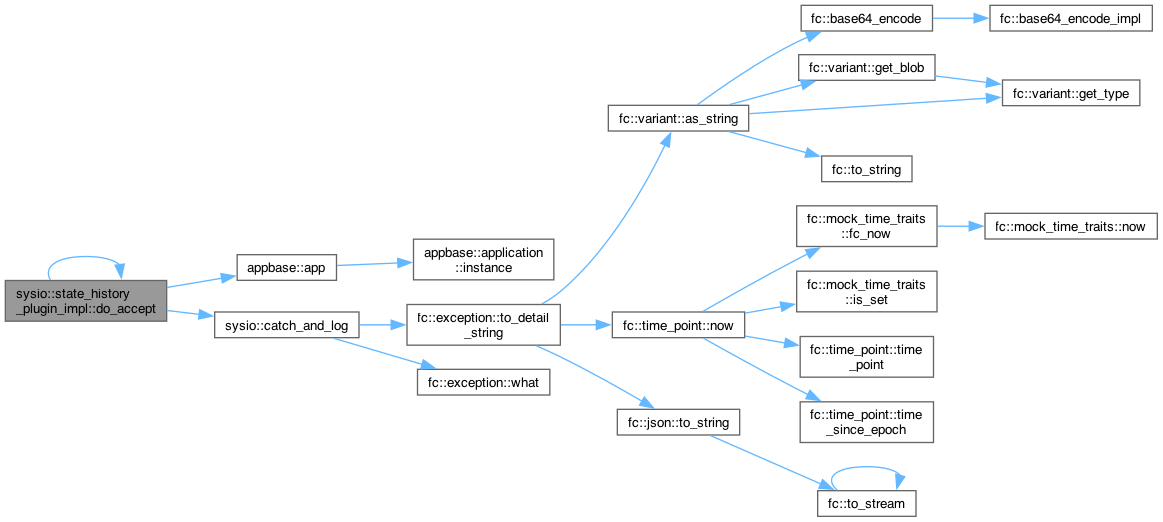 sysio::state_history
_plugin_impl::do_accept
appbase::app
appbase::application
::instance
sysio::catch_and_log
fc::exception::to_detail
_string
fc::variant::as_string
fc::base64_encode
fc::base64_encode_impl
fc::variant::get_blob
fc::variant::get_type
fc::to_string
fc::time_point::now
fc::mock_time_traits
::fc_now
fc::mock_time_traits::now
fc::mock_time_traits
::is_set
fc::time_point::time
_point
fc::time_point::time
_since_epoch
fc::json::to_string
fc::to_stream
fc::exception::what